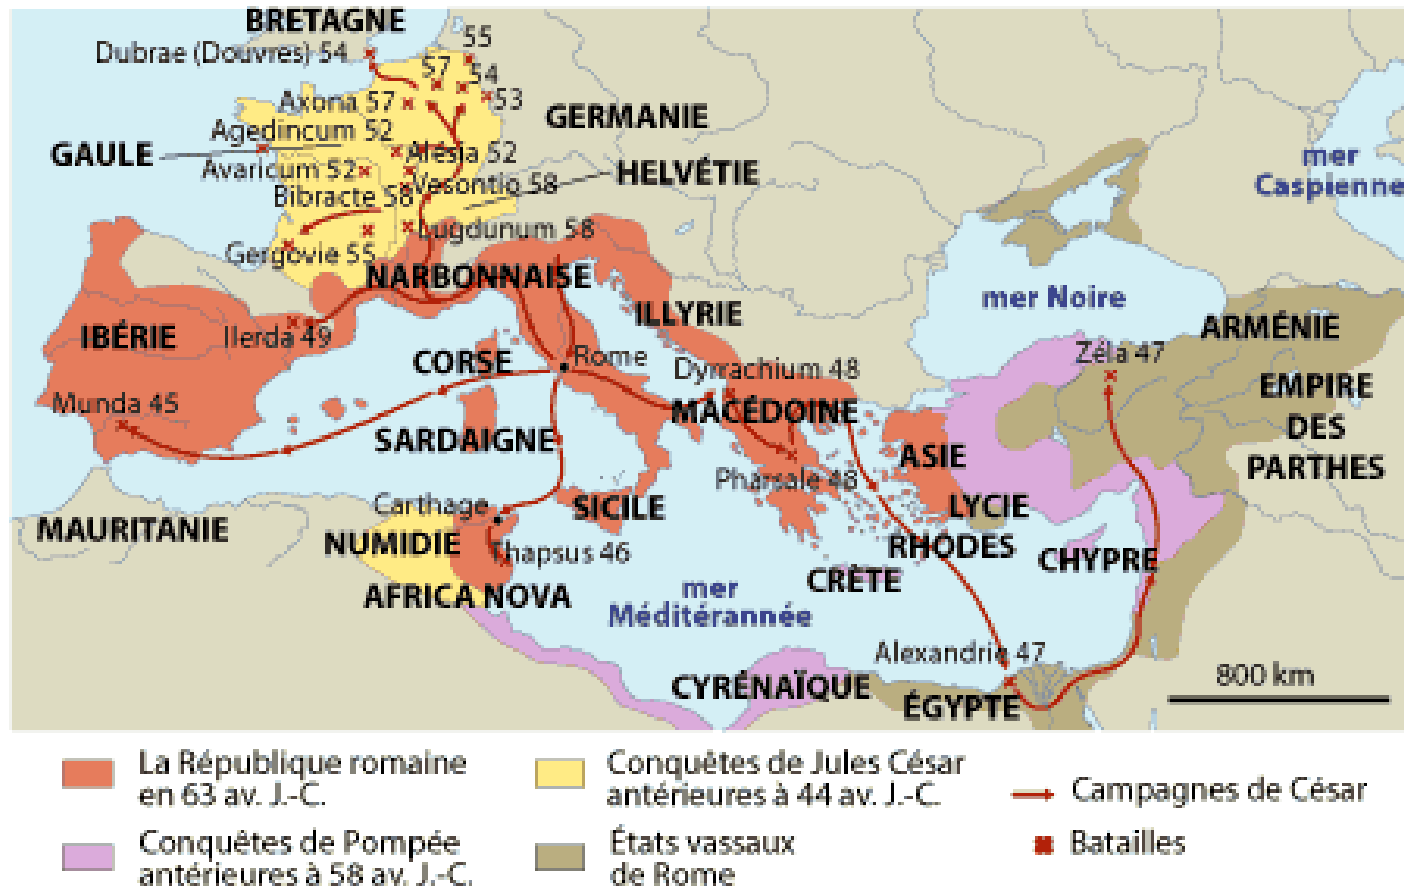 BRETAGNE
Dubrae (Douvres) 54
55
57
54
53
Axona 57
Agedincum 52
GERMANIE
GAULE
Alésia 52
Avaricum 52
HELVÉTIE
Vesontio 58
Bibracte 58
Lugdunum 58
Gergovie 55
NARBONNAISE
mer
Caspienne
mer Noire
ILLYRIE
ARMÉNIE
IBÉRIE
Ilerda 49
CORSE
Rome
Zéla 47
Dyrrachium 48
EMPIRE
DES
PARTHES
Munda 45
MACÉDOINE
SARDAIGNE
ASIE
Pharsale 48
Carthage
SICILE
LYCIE
MAURITANIE
NUMIDIE
Thapsus 46
RHODES
CHYPRE
CRÈTE
AFRICA NOVA
mer
Méditérannée
Alexandrie 47
CYRÉNAÏQUE
ÉGYPTE
800 km
La République romaine
en 63 av. J.-C.
Conquêtes de Jules César
antérieures à 44 av. J.-C.
Campagnes de César
Conquêtes de Pompée
antérieures à 58 av. J.-C.
États vassaux
de Rome
Batailles